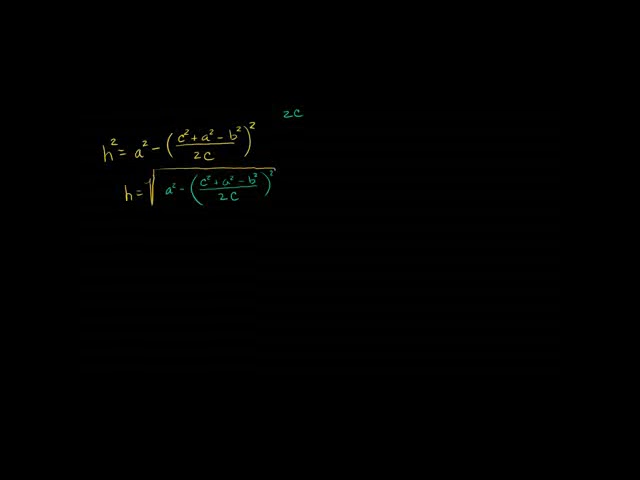 2c
h² = a² - ((c² + a² - b²)/2c)²
h = √(a² - ((c² + a² - b²)/2c)²)